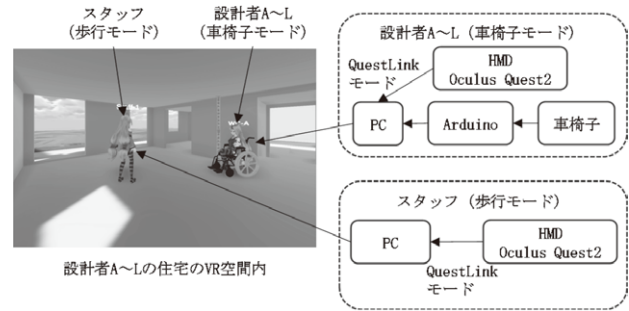 スタッフ
(歩行モード)
設計者A～L
(車椅子モード)
設計者A～Lの住宅のVR空間内
設計者A～L(車椅子モード)
QuestLink
モード
HMD
Oculus Quest2
PC
Arduino
車椅子
スタッフ(歩行モード)
PC
HMD
Oculus Quest2
QuestLink
モード